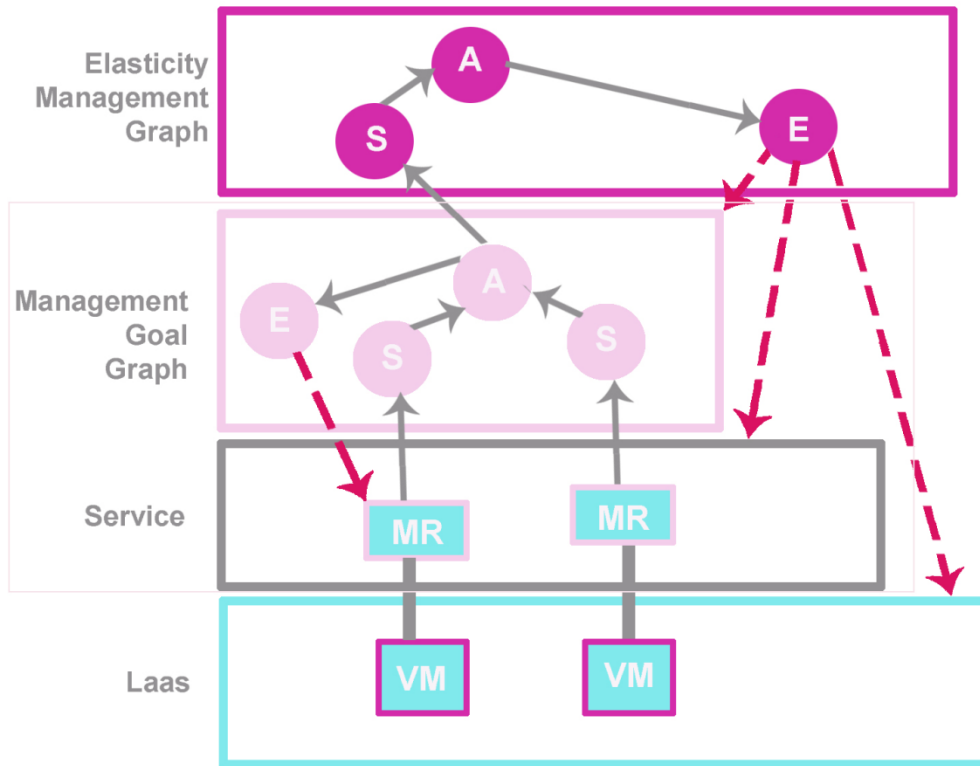 Elasticity
Management
Graph
A
S
E
Management
Goal
Graph
A
E
S
S
Service
MR
MR
Laas
VM
VM